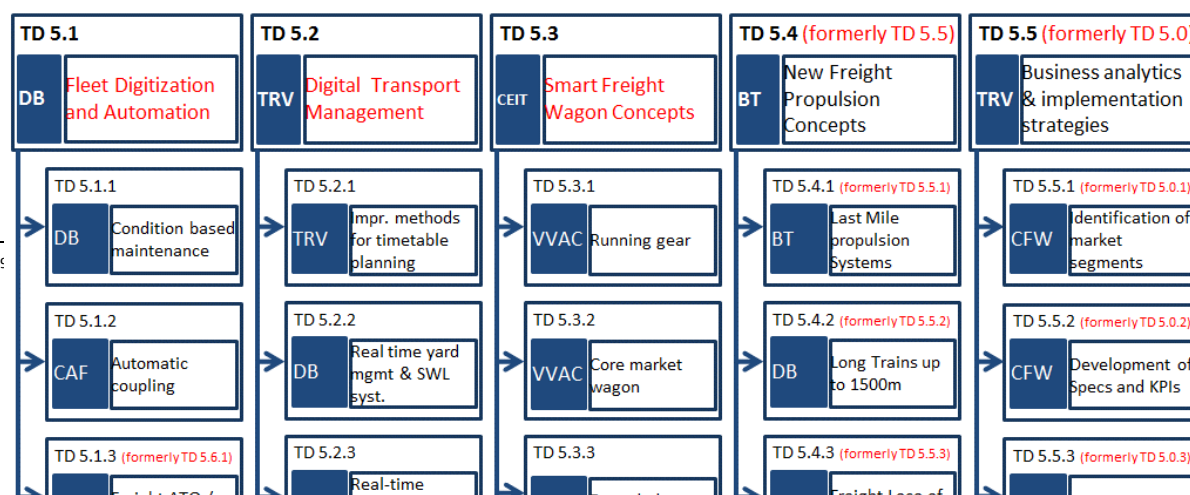 TD 5.1
DB
Fleet Digitization
and Automation
TD 5.1.1
DB
Condition based
maintenance
TD 5.1.2
CAF
Automatic
coupling
TD 5.1.3 (formerly TD 5.6.1)
TD 5.2
TRV
Digital Transport
Management
TD 5.2.1
TRV
Impr. methods
for timetable
planning
TD 5.2.2
DB
Real time yard
mgmt & SWL
syst.
TD 5.2.3
Real-time
TD 5.3
CEIT
Smart Freight
Wagon Concepts
TD 5.3.1
VVAC
Running gear
TD 5.3.2
VVAC
Core market
wagon
TD 5.3.3
TD 5.4 (formerly TD 5.5)
BT
New Freight
Propulsion
Concepts
TD 5.4.1 (formerly TD 5.5.1)
BT
Last Mile
propulsion
Systems
TD 5.4.2 (formerly TD 5.5.2)
DB
Long Trains up
to 1500m
TD 5.4.3 (formerly TD 5.5.3)
TD 5.5 (formerly TD 5.0)
TRV
Business analytics
& implementation
strategies
TD 5.5.1 (formerly TD 5.0.1)
CFW
Identification of
market
segments
TD 5.5.2 (formerly TD 5.0.2)
CFW
Development of
Specs and KPIs
TD 5.5.3 (formerly TD 5.0.3)